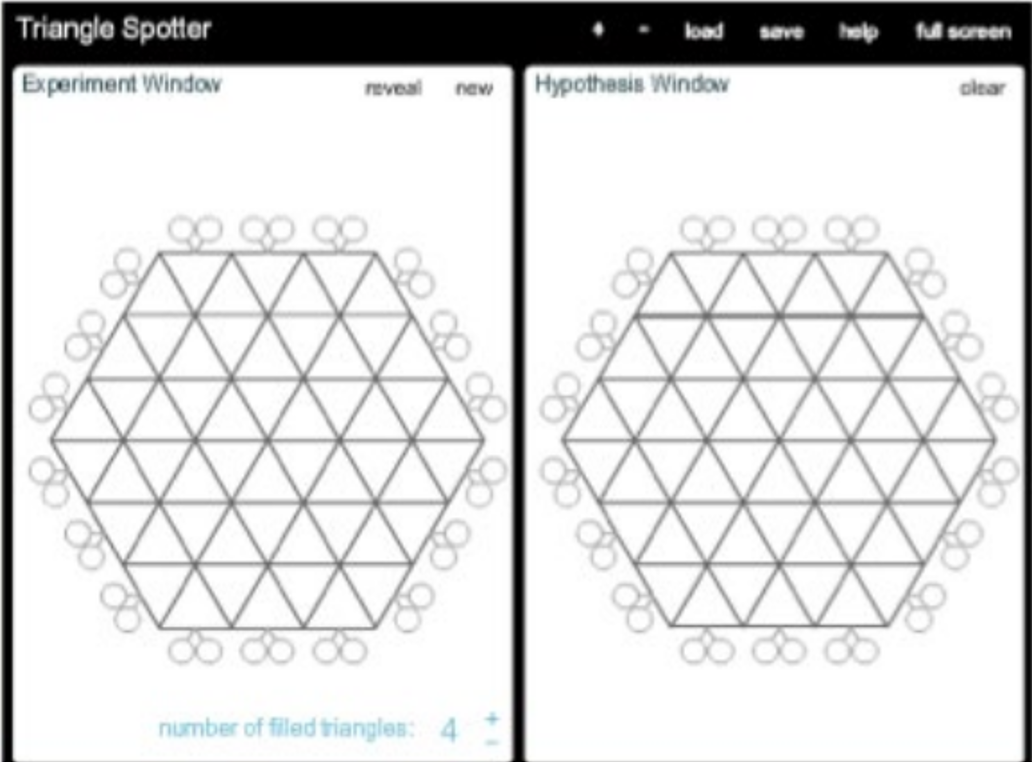 Triangle Spotter + - load save help full screen
Experiment Window reveal new
Hypothesis Window clear
number of filled triangles: 4 + -